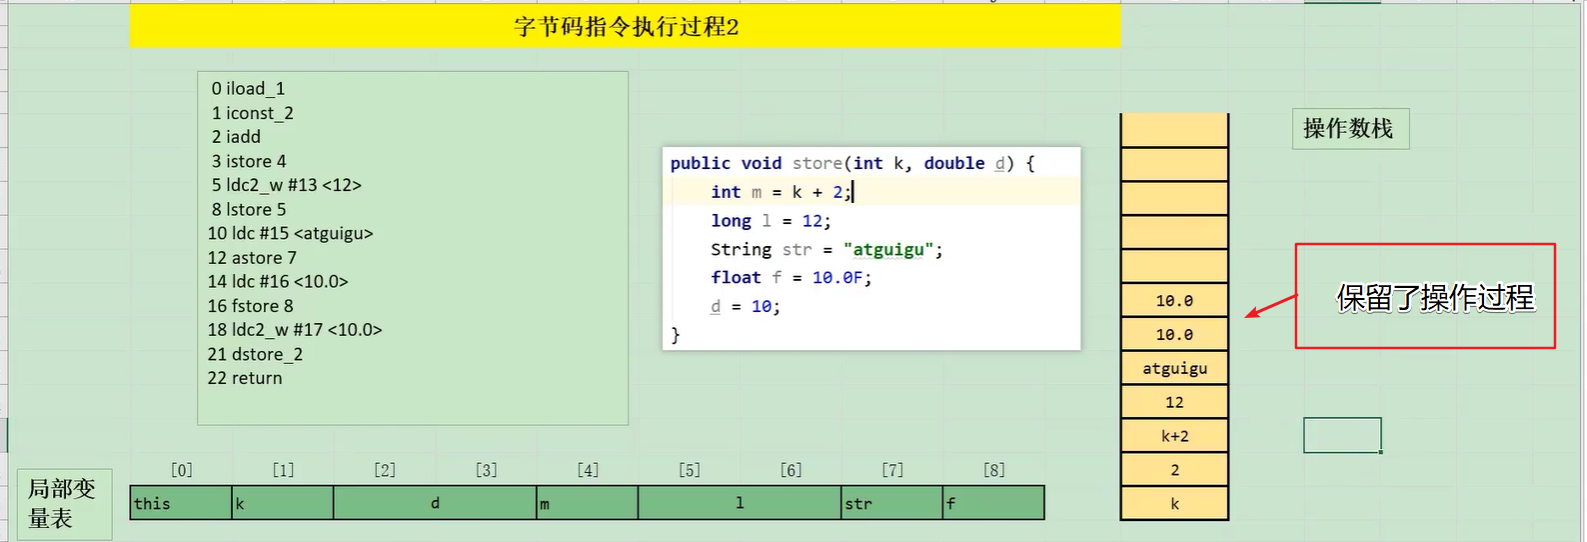 字节码指令执行过程2
0 iload_1
1 iconst_2
2 iadd
3 istore 4
5 ldc2_w #13 <12>
8 lstore 5
10 ldc #15 <atguigu>
12 astore 7
14 ldc #16 <10.0>
16 fstore 8
18 ldc2_w #17 <10.0>
21 dstore_2
22 return
public void store(int k, double d) {
int m = k + 2;
long l = 12;
String str = "atguigu";
float f = 10.0F;
d = 10;
}
操作数栈
10.0
10.0
atguigu
12
k+2
2
k
保留了操作过程
局部变
量表
[0] [1] [2] [3] [4] [5] [6] [7] [8]
this k d m l str f